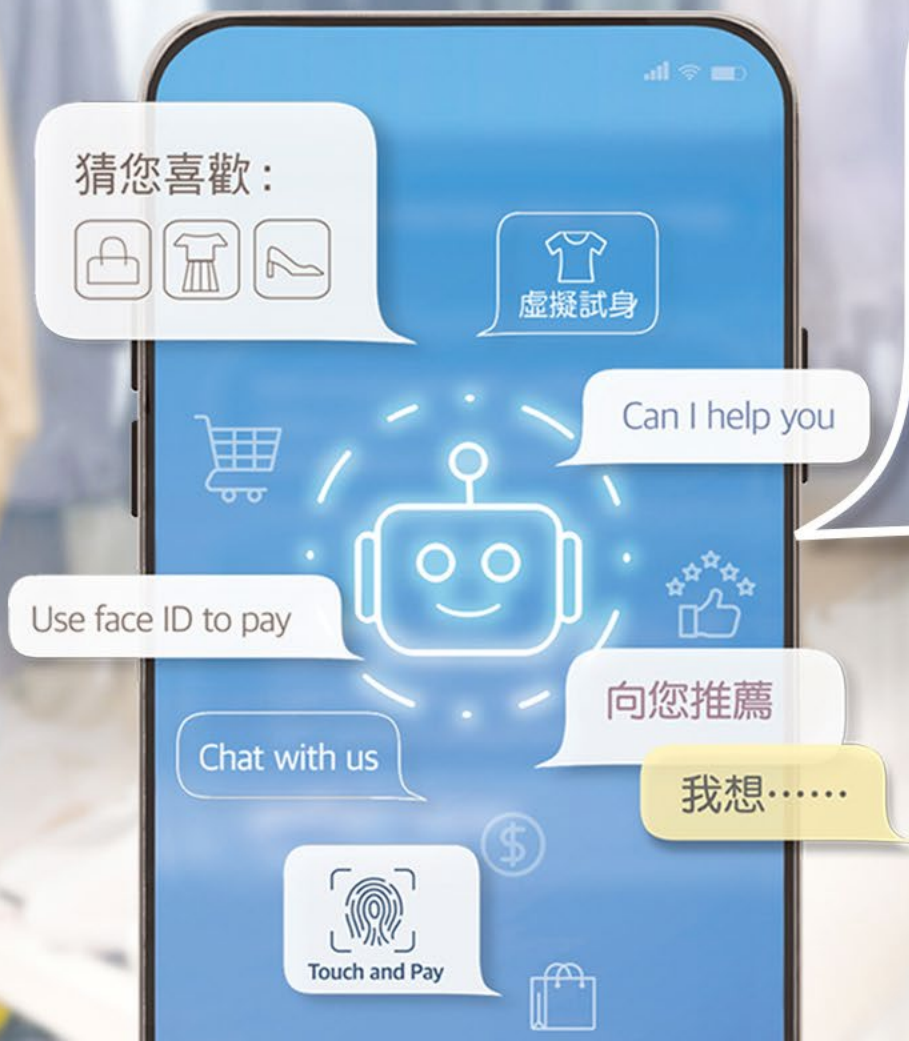 猜您喜歡：
虛擬試身
Can I help you
Use face ID to pay
向您推薦
Chat with us
我想⋯⋯
Touch and Pay